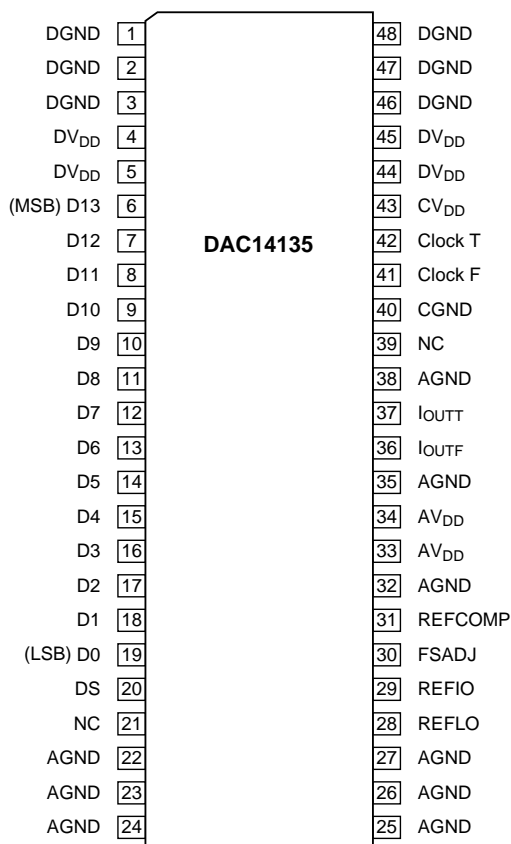 DGND 1 48 DGND
DGND 2 47 DGND
DGND 3 46 DGND
DVDD 4 45 DVDD
DVDD 5 44 DVDD
(MSB) D13 6 43 CVDD
D12 7 DAC14135 42 Clock T
D11 8 41 Clock F
D10 9 40 CGND
D9 10 39 NC
D8 11 38 AGND
D7 12 37 IOUTT
D6 13 36 IOUTF
D5 14 35 AGND
D4 15 34 AVDD
D3 16 33 AVDD
D2 17 32 AGND
D1 18 31 REFCOMP
(LSB) D0 19 30 FSADJ
DS 20 29 REFIO
NC 21 28 REFLO
AGND 22 27 AGND
AGND 23 26 AGND
AGND 24 25 AGND